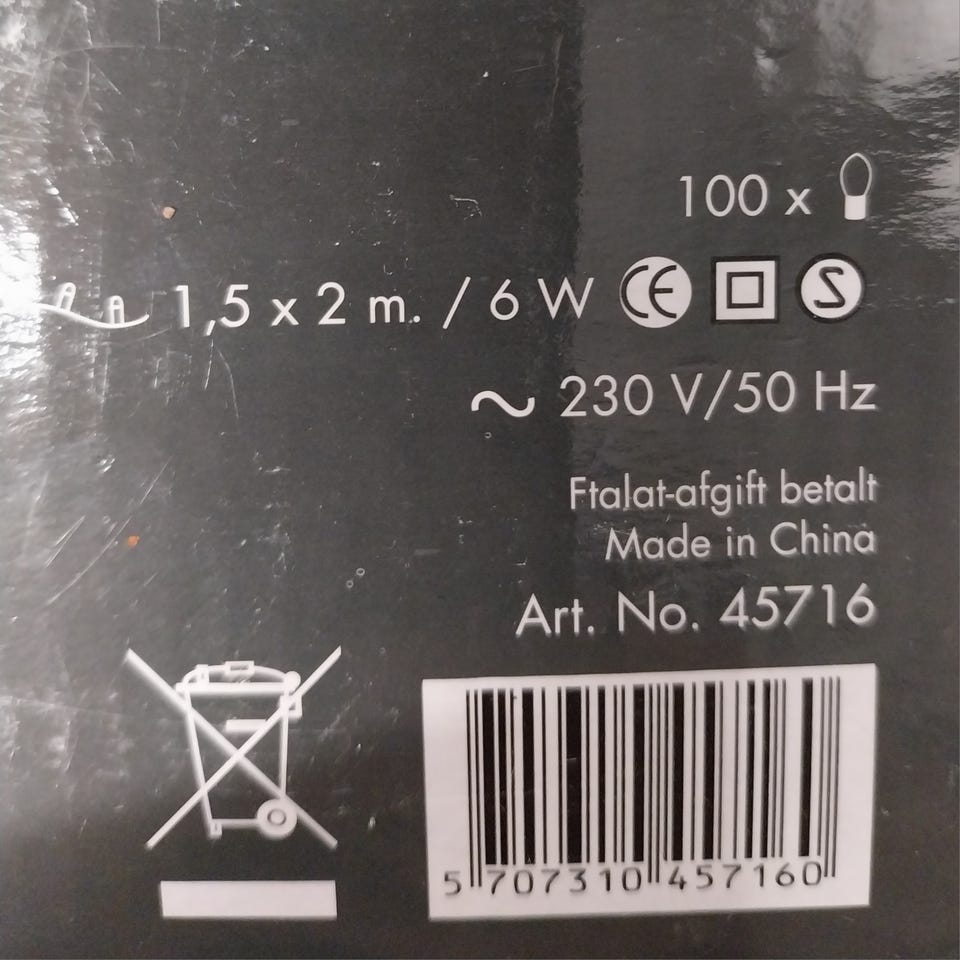 100 x
1,5 x 2 m. / 6 W CE S
~ 230 V/50 Hz
Ftalat-afgift betalt
Made in China
Art. No. 45716
5 707310 457160